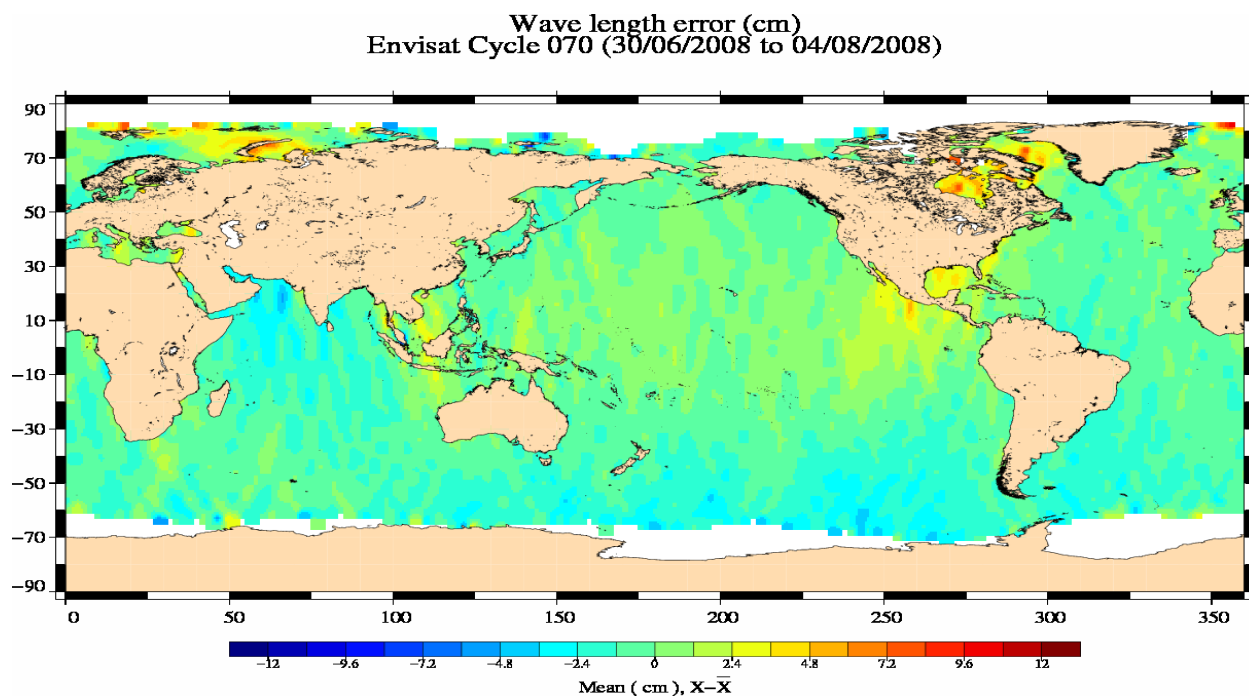 Wave length error (cm)
Envisat Cycle 070 (30/06/2008 to 04/08/2008)
90
70
50
30
10
−10
−30
−50
−70
−90
0 50 100 150 200 250 300 350
−12 −9.6 −7.2 −4.8 −2.4 0 2.4 4.8 7.2 9.6 12
Mean ( cm ), X−X̅